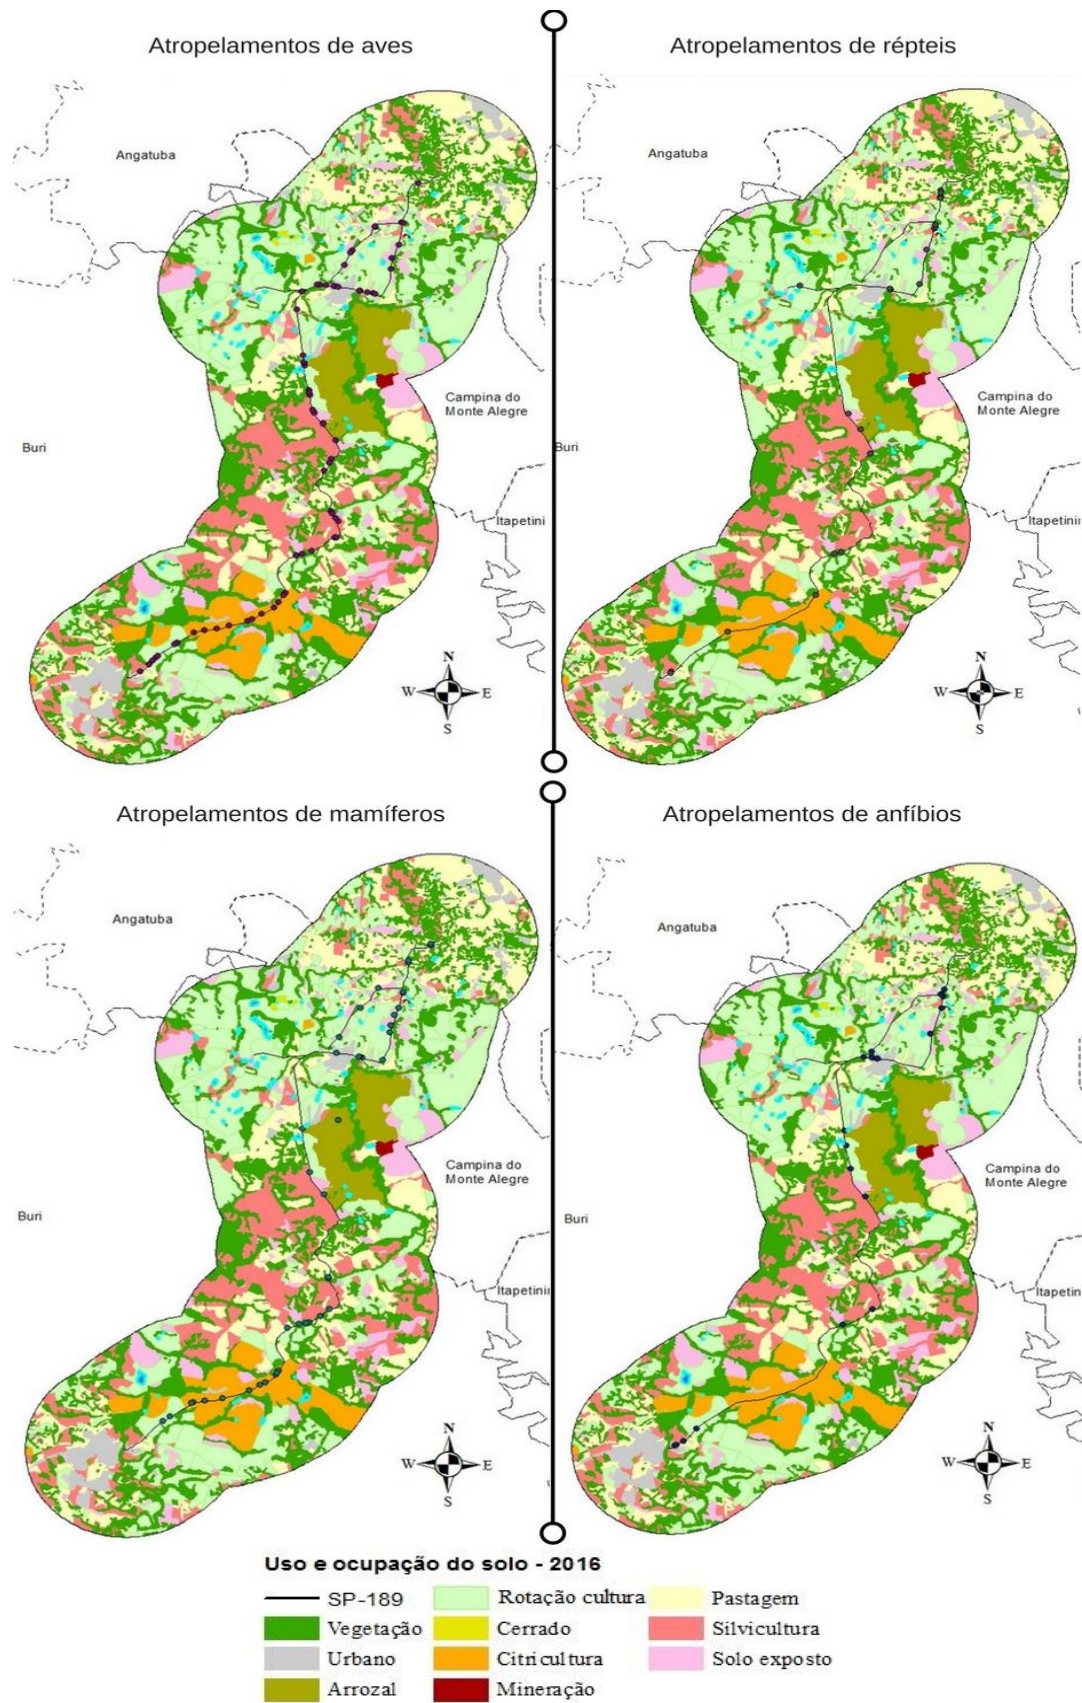 Atropelamentos de aves
Angatuba
Campina do
Monte Alegre
Buri
Itapetini
N
W
E
S
Atropelamentos de répteis
Angatuba
Campina do
Monte Alegre
Buri
Itapetini
N
W
E
S
Atropelamentos de mamíferos
Angatuba
Campina do
Monte Alegre
Buri
Itapetinir
N
W
E
S
Atropelamentos de anfíbios
Angatuba
Campina do
Monte Alegre
Buri
Itapetin
N
W
E
S
Uso e ocupação do solo - 2016
SP-189
Rotação cultura
Pastagem
Vegetação
Cerrado
Silvicultura
Urbano
Citricultura
Solo exposto
Arrozal
Mineração